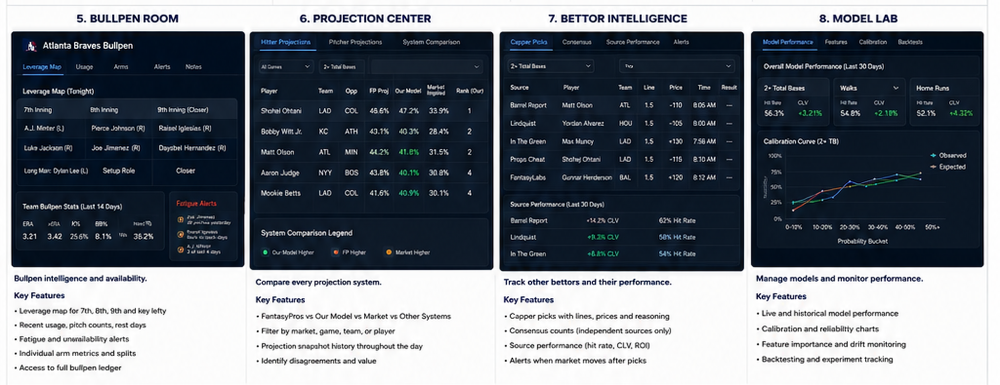 5. BULLPEN ROOM
Atlanta Braves Bullpen
Leverage Map Usage Arms Alerts Notes
Leverage Map (Tonight)
7th Inning 8th Inning 9th Inning (Closer)
A.J. Minter (L) Pierce Johnson (R) Raisel Iglesias (R)
Luke Jackson (R) Joe Jimenez (R) Daysbel Hernandez (R)
Long Man: Dylan Lee (L) Setup Role Closer
Team Bullpen Stats (Last 14 Days)
ERA xERA K% BB%
3.21 3.42 25.6% 8.1% 36.2%
Fatigue Alerts
Bullpen intelligence and availability.
Key Features
• Leverage map for 7th, 8th, 9th and key lefty
• Recent usage, pitch counts, rest days
• Fatigue and unavailability alerts
• Individual arm metrics and splits
• Access to full bullpen ledger
6. PROJECTION CENTER
Hitter Projections Pitcher Projections System Comparison
All Games 2+ Total Bases
Player Team Opp FP Proj Our Model Market Implied Rank (Our)
Shohei Ohtani LAD COL 48.6% 47.2% 33.9% 1
Bobby Witt Jr. KC ATH 43.1% 40.3% 28.4% 2
Matt Olson ATL MIN 44.2% 41.8% 31.5% 2
Aaron Judge NYY BOS 43.8% 40.1% 30.8% 4
Mookie Betts LAD COL 41.6% 40.9% 30.1% 4
System Comparison Legend
Our Model Higher FP Higher Market Higher
Compare every projection system.
Key Features
• FantasyPros vs Our Model vs Market vs Other Systems
• Filter by market, game, team, or player
• Projection snapshot history throughout the day
• Identify disagreements and value
7. BETTOR INTELLIGENCE
Capper Picks Consensus Source Performance Alerts
2+ Total Bases
Source Player Team Line Price Time Result
Barrel Report Matt Olson ATL 1.5 -110 8:05 AM —
Lindquist Yordan Alvarez HOU 1.5 -105 8:00 AM —
In The Green Max Muncy LAD 1.5 +130 7:58 AM —
Props Cheat Shohej Ohtani LAD 1.5 -115 8:10 AM —
FantasyLabs Gunnar Henderson BAL 1.5 +120 8:12 AM —
Source Performance (Last 30 Days)
Barrel Report +14.2% CLV 62% Hit Rate
Lindquist CLV 58% Hit Rate
In The Green CLV 54% Hit Rate
Track other bettors and their performance.
Key Features
• Capper picks with lines, prices and reasoning
• Consensus counts (independent sources only)
• Source performance (hit rate, CLV, ROI)
• Alerts when market moves after picks
8. MODEL LAB
Model Performance Features Calibration Backtests
Overall Model Performance (Last 30 Days)
2+ Total Bases Walks Home Runs
Hit Rate CLV Hit Rate CLV Hit Rate CLV
56.3% +3.21% 54.8% +2.18% 52.1% +4.32%
Calibration Curve (2+ TB)
100%
75%
50%
25%
0%
Observed
Expected
0-10% 10-20% 20-30% 30-40% 40-60% 50%+
Probability Bucket
Manage models and monitor performance.
Key Features
• Live and historical model performance
• Calibration and reliability charts
• Feature importance and drift monitoring
• Backtesting and experiment tracking